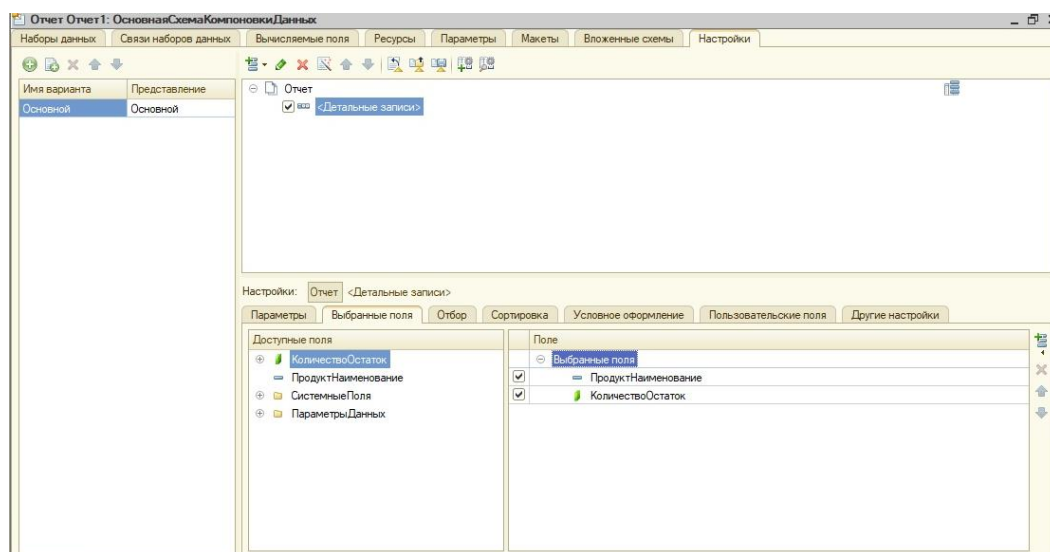 Отчет Отчет1: ОсновнаяСхемаКомпоновкиДанных
Наборы данных Связи наборов данных Вычисляемые поля Ресурсы Параметры Макеты Вложенные схемы Настройки
Имя варианта Представление
Основной Основной
Отчет
<Детальные записи>
Настройки: Отчет <Детальные записи>
Параметры Выбранные поля Отбор Сортировка Условное оформление Пользовательские поля Другие настройки
Доступные поля Поле
КоличествоОстаток Выбранные поля
ПродуктНаименование ПродуктНаименование
СистемныеПоля КоличествоОстаток
ПараметрыДанных